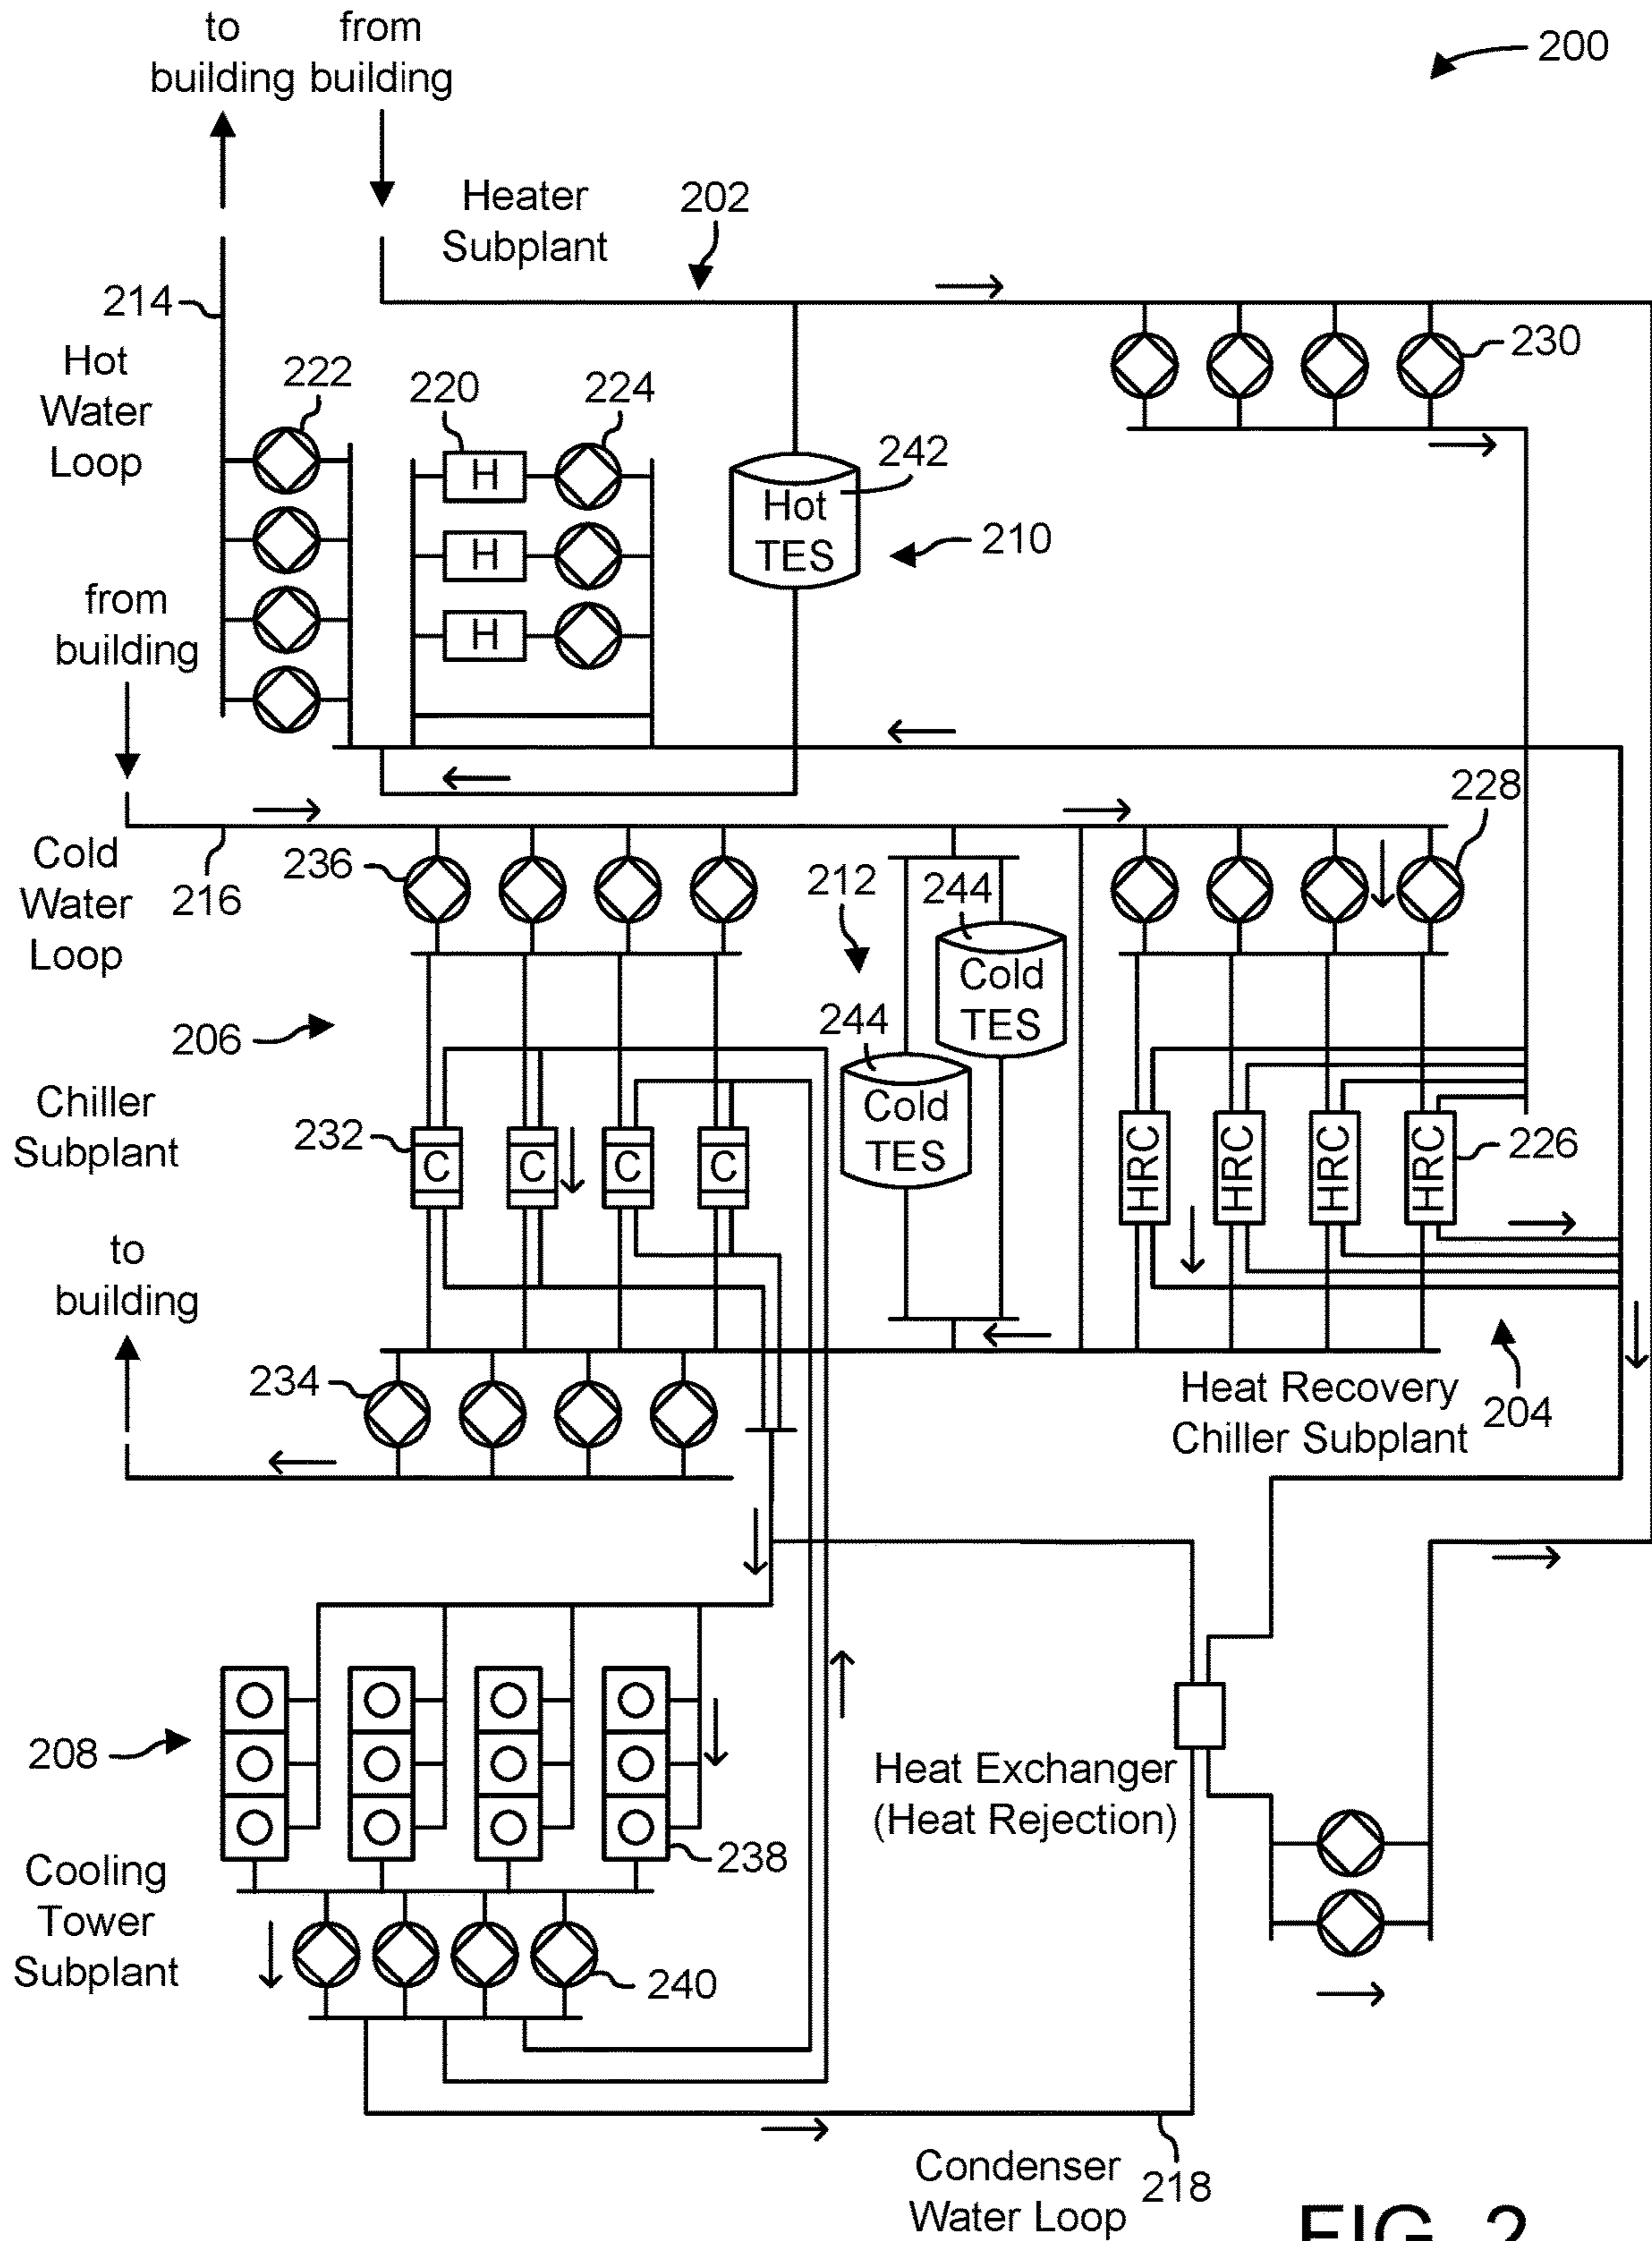 to
building
from
building
200
Heater
Subplant
202
214
Hot
Water
Loop
222
220
224
230
H
H
H
Hot
TES
242
210
from
building
228
Cold
Water
Loop
216
236
212
244
Cold
TES
244
Cold
TES
206
Chiller
Subplant
232
C
C
C
C
HRC
HRC
HRC
HRC
226
to
building
234
Heat Recovery
Chiller Subplant
204
208
Heat Exchanger
(Heat Rejection)
238
Cooling
Tower
Subplant
240
Condenser
Water Loop
218
FIG. 2